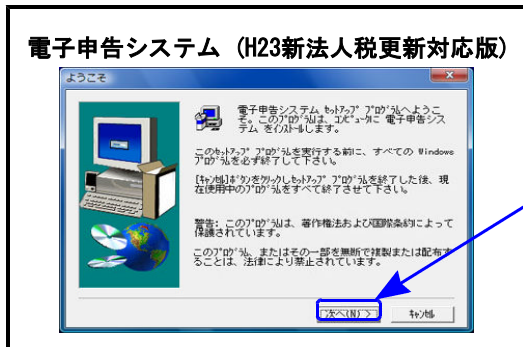 電子申告システム (H23新法人税更新対応版)
ようこそ
電子申告システム ｾｯﾄｱｯﾌﾟ ﾌﾟﾛｸﾞﾗﾑへようこ
そ。このﾌﾟﾛｸﾞﾗﾑは、ｺﾝﾋﾟｭｰﾀに 電子申告シス
テム をｲﾝｽﾄｰﾙします。
このｾｯﾄｱｯﾌﾟ ﾌﾟﾛｸﾞﾗﾑを実行する前に、すべての Windows
ﾌﾟﾛｸﾞﾗﾑを必ず終了して下さい。
[ｷｬﾝｾﾙ]ﾎﾞﾀﾝをｸﾘｯｸしｾｯﾄｱｯﾌﾟ ﾌﾟﾛｸﾞﾗﾑを終了した後、現
在使用中のﾌﾟﾛｸﾞﾗﾑをすべて終了させて下さい。
警告: このﾌﾟﾛｸﾞﾗﾑは、著作権法および国際条約によって
保護されています。
このﾌﾟﾛｸﾞﾗﾑ、またはその一部を無断で複製または配布す
ることは、法律により禁止されています。
次へ(N) >
ｷｬﾝｾﾙ